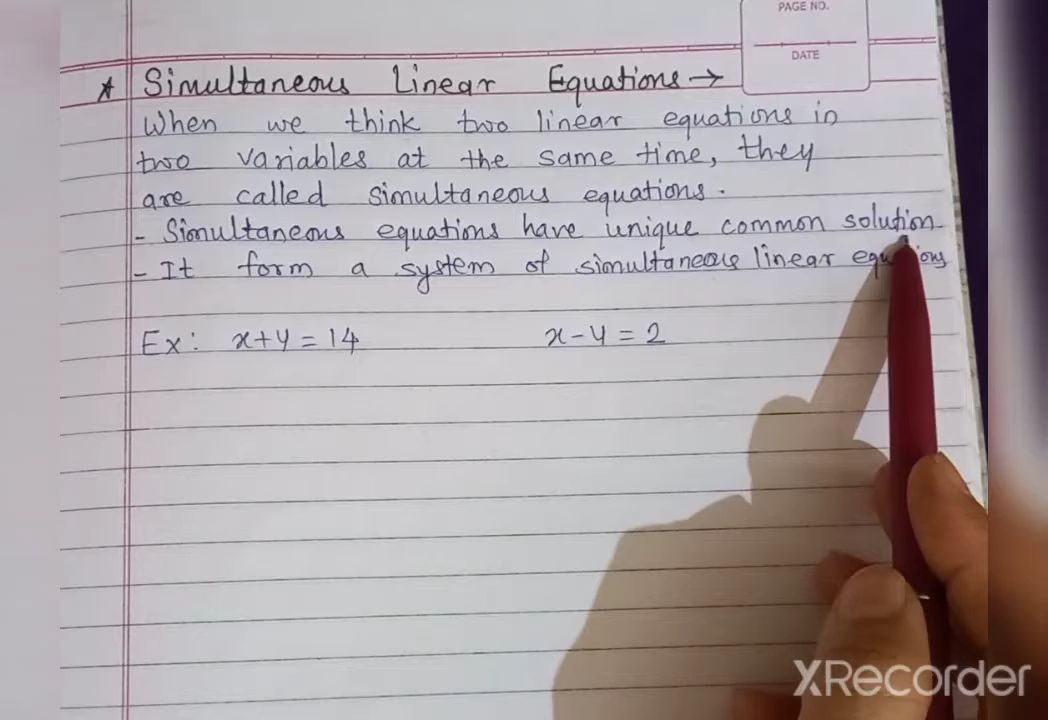 PAGE NO.
DATE
* Simultaneous Linear Equations →
When we think two linear equations in
two variables at the same time, they
are called simultaneous equations.
- Simultaneous equations have unique common solution
- It form a system of simultaneous linear equations
Ex: x+y = 14 x-y = 2
XRecorder